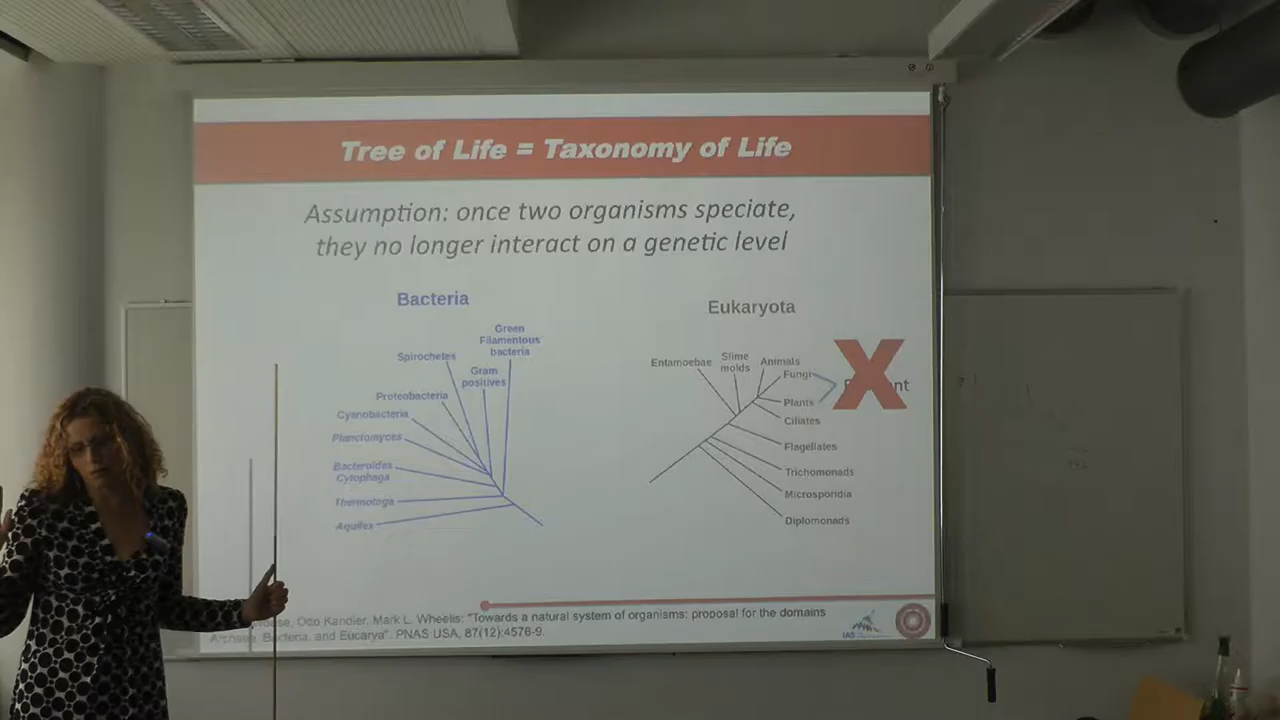 Tree of Life = Taxonomy of Life
Assumption: once two organisms speciate,
they no longer interact on a genetic level
Bacteria
Green
Filamentous
bacteria
Spirochetes
Gram
positives
Proteobacteria
Cyanobacteria
Planctomyces
Bacteroides
Cytophaga
Thermotoga
Aquifex
Eukaryota
Entamoebae
Slime
molds
Animals
Fungi
Plants
Ciliates
Flagellates
Trichomonads
Microsporidia
Diplomonads
X
Otto Kandler, Mark L. Wheelis: "Towards a natural system of organisms: proposal for the domains
Archaea, Bacteria, and Eucarya". PNAS USA, 87(12):4576-9.
IAB